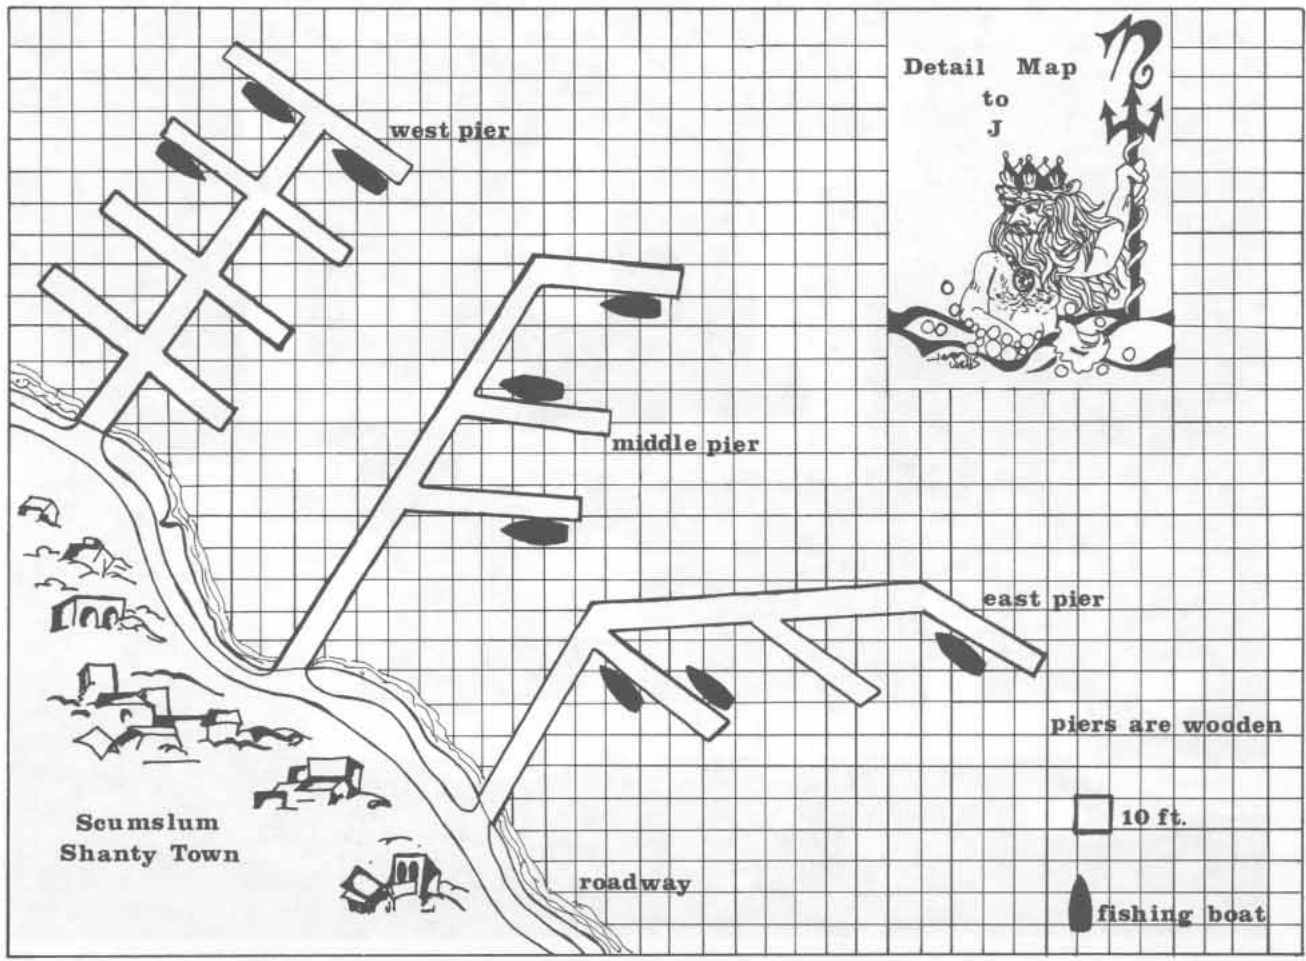 Detail Map
to
J
n
west pier
middle pier
east pier
piers are wooden
10 ft.
Scumslum
Shanty Town
roadway
fishing boat